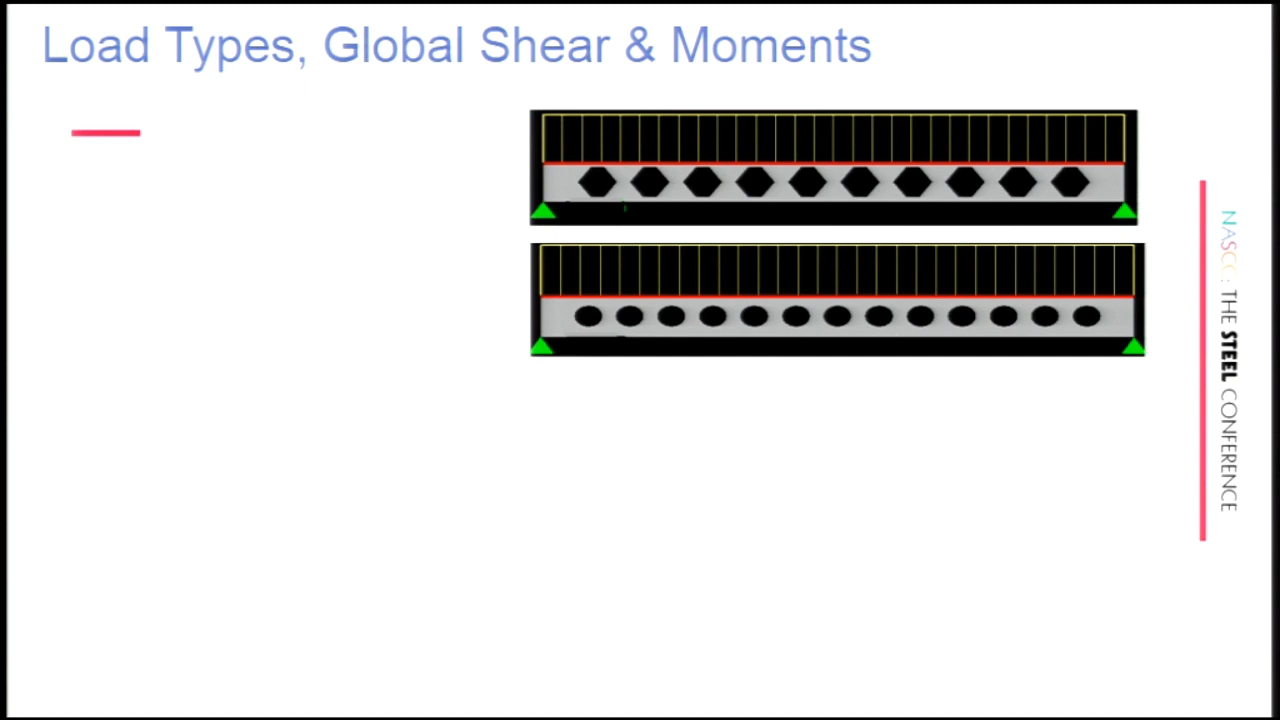 Load Types, Global Shear & Moments
NASCC: THE STEEL CONFERENCE